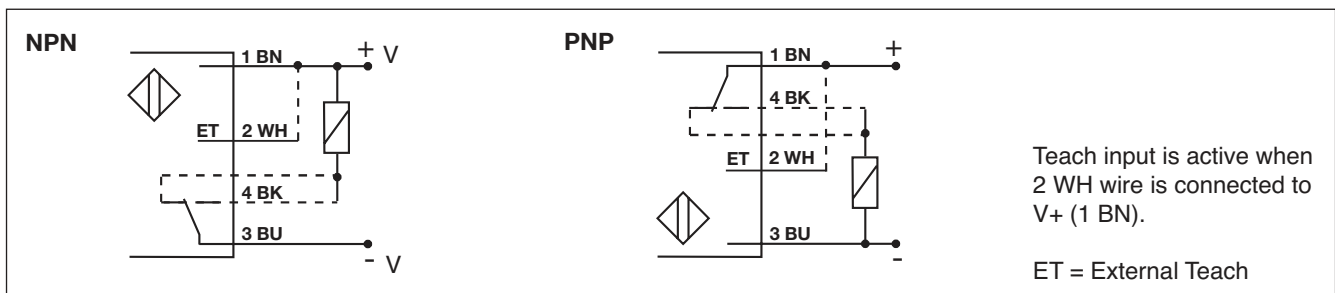 NPN
1 BN
+ V
ET 2 WH
4 BK
3 BU
- V
PNP
1 BN
+
4 BK
ET 2 WH
3 BU
-
Teach input is active when
2 WH wire is connected to
V+ (1 BN).
ET = External Teach